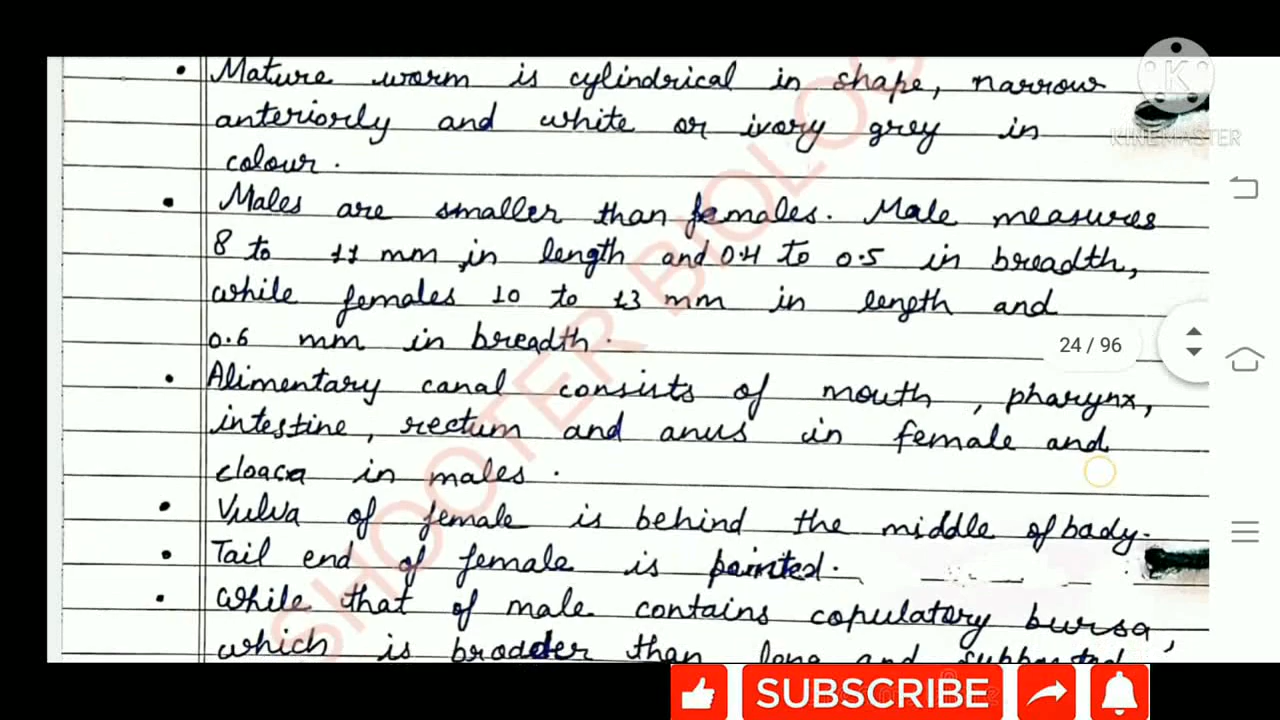 • Mature worm is cylindrical in shape, narrow
anteriorly and white or ivory grey in
colour.
• Males are smaller than females. Male measures
8 to 11 mm in length and 0.4 to 0.5 in breadth,
while females 10 to 13 mm in length and
0.6 mm in breadth.
• Alimentary canal consists of mouth, pharynx,
intestine, rectum and anus in female and
cloaca in males.
• Vulva of female is behind the middle of body.
• Tail end of female is pointed.
• While that of male contains copulatory bursa,
which is broader than long and supported
SHOOTER BIOLOG
K
KINEMASTER
24 / 96
SUBSCRIBE